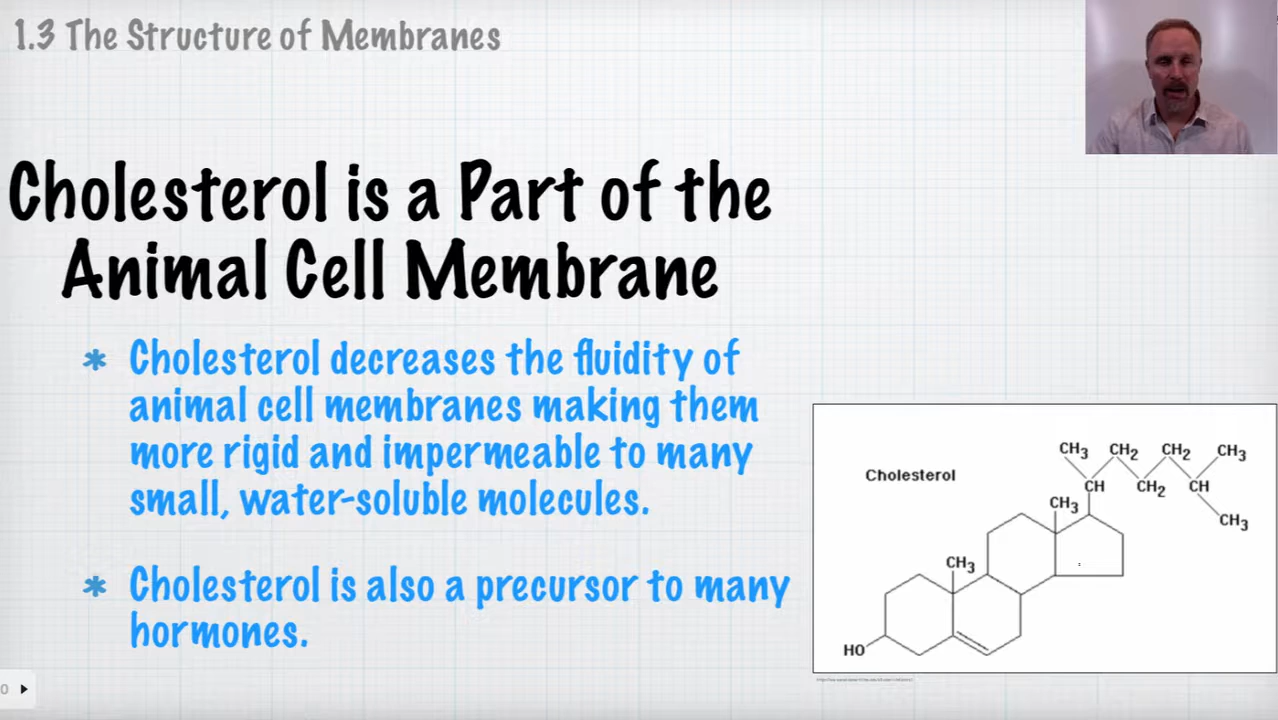 1.3 The Structure of Membranes
Cholesterol is a Part of the
Animal Cell Membrane
* Cholesterol decreases the fluidity of
animal cell membranes making them
more rigid and impermeable to many
small, water-soluble molecules.
* Cholesterol is also a precursor to many
hormones.
Cholesterol
CH3 CH2 CH2 CH3
CH CH2 CH
CH3
CH3
CH3
HO
0